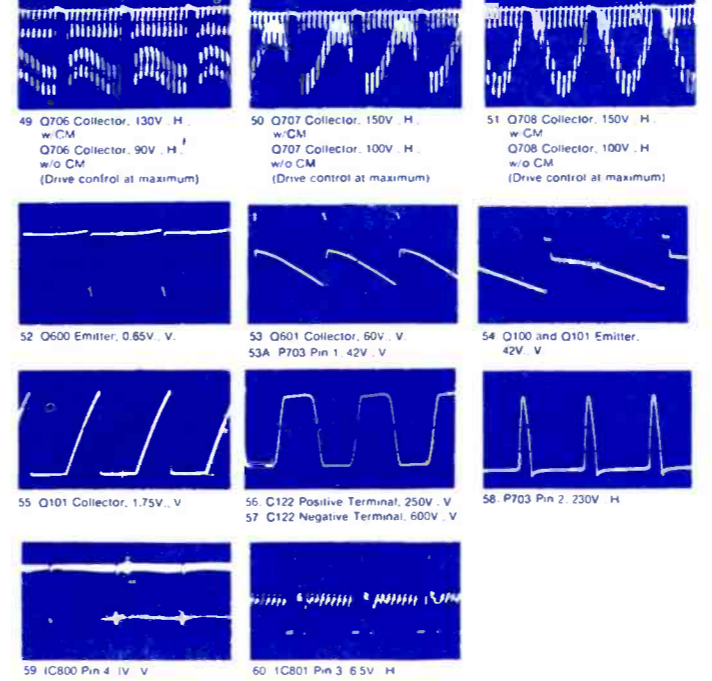 49 Q706 Collector, 130V . H .
w/CM
Q706 Collector, 90V . H .
w/o CM
(Drive control at maximum)
50 Q707 Collector, 150V . H .
w/CM
Q707 Collector, 100V . H .
w/o CM
(Drive control at maximum)
51 Q708 Collector, 150V . H
w CM
Q708 Collector, 100V . H
w/o CM
(Drive control at maximum)
52 Q600 Emitter, 0.65V., V.
53 Q601 Collector, 60V., V.
53A P703 Pin 1, 42V . V
54 Q100 and Q101 Emitter,
42V., V
55 Q101 Collector, 1.75V., V
56. C122 Positive Terminal, 250V . V
57 C122 Negative Terminal, 600V . V
58. P703 Pin 2, 230V . H
59 IC800 Pin 4 IV V
60 IC801 Pin 3 6.5V H